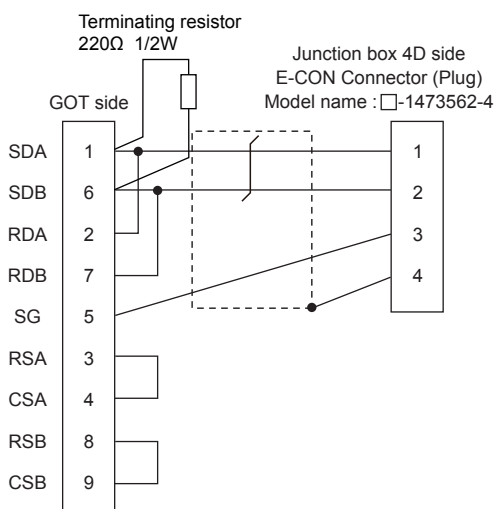 Terminating resistor
220Ω 1/2W
Junction box 4D side
E-CON Connector (Plug)
Model name : □-1473562-4
GOT side
SDA 1 1
SDB 6 2
RDA 2 3
RDB 7 4
SG 5
RSA 3
CSA 4
RSB 8
CSB 9